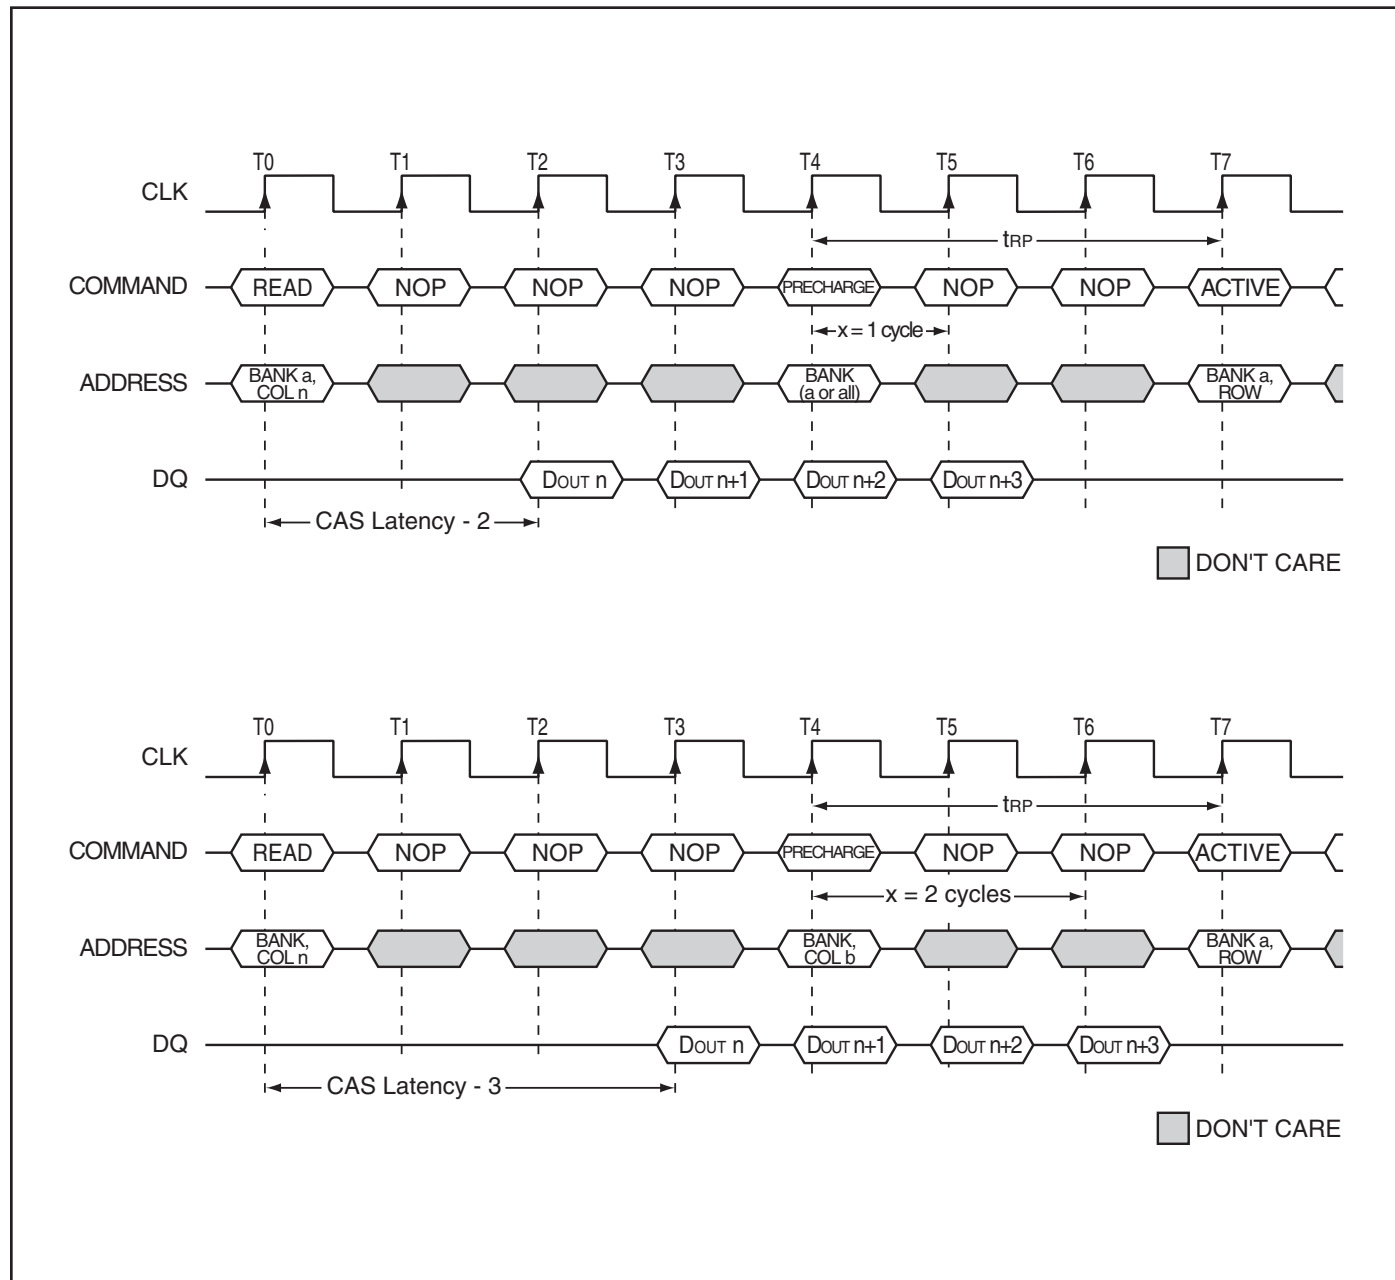 T0 T1 T2 T3 T4 T5 T6 T7
CLK
tRP
COMMAND READ NOP NOP NOP PRECHARGE NOP NOP ACTIVE
x = 1 cycle
ADDRESS BANK a, COL n BANK (a or all) BANK a, ROW
DQ DOUT n DOUT n+1 DOUT n+2 DOUT n+3
CAS Latency - 2
DON'T CARE
T0 T1 T2 T3 T4 T5 T6 T7
CLK
tRP
COMMAND READ NOP NOP NOP PRECHARGE NOP NOP ACTIVE
x = 2 cycles
ADDRESS BANK, COL n BANK, COL b BANK a, ROW
DQ DOUT n DOUT n+1 DOUT n+2 DOUT n+3
CAS Latency - 3
DON'T CARE